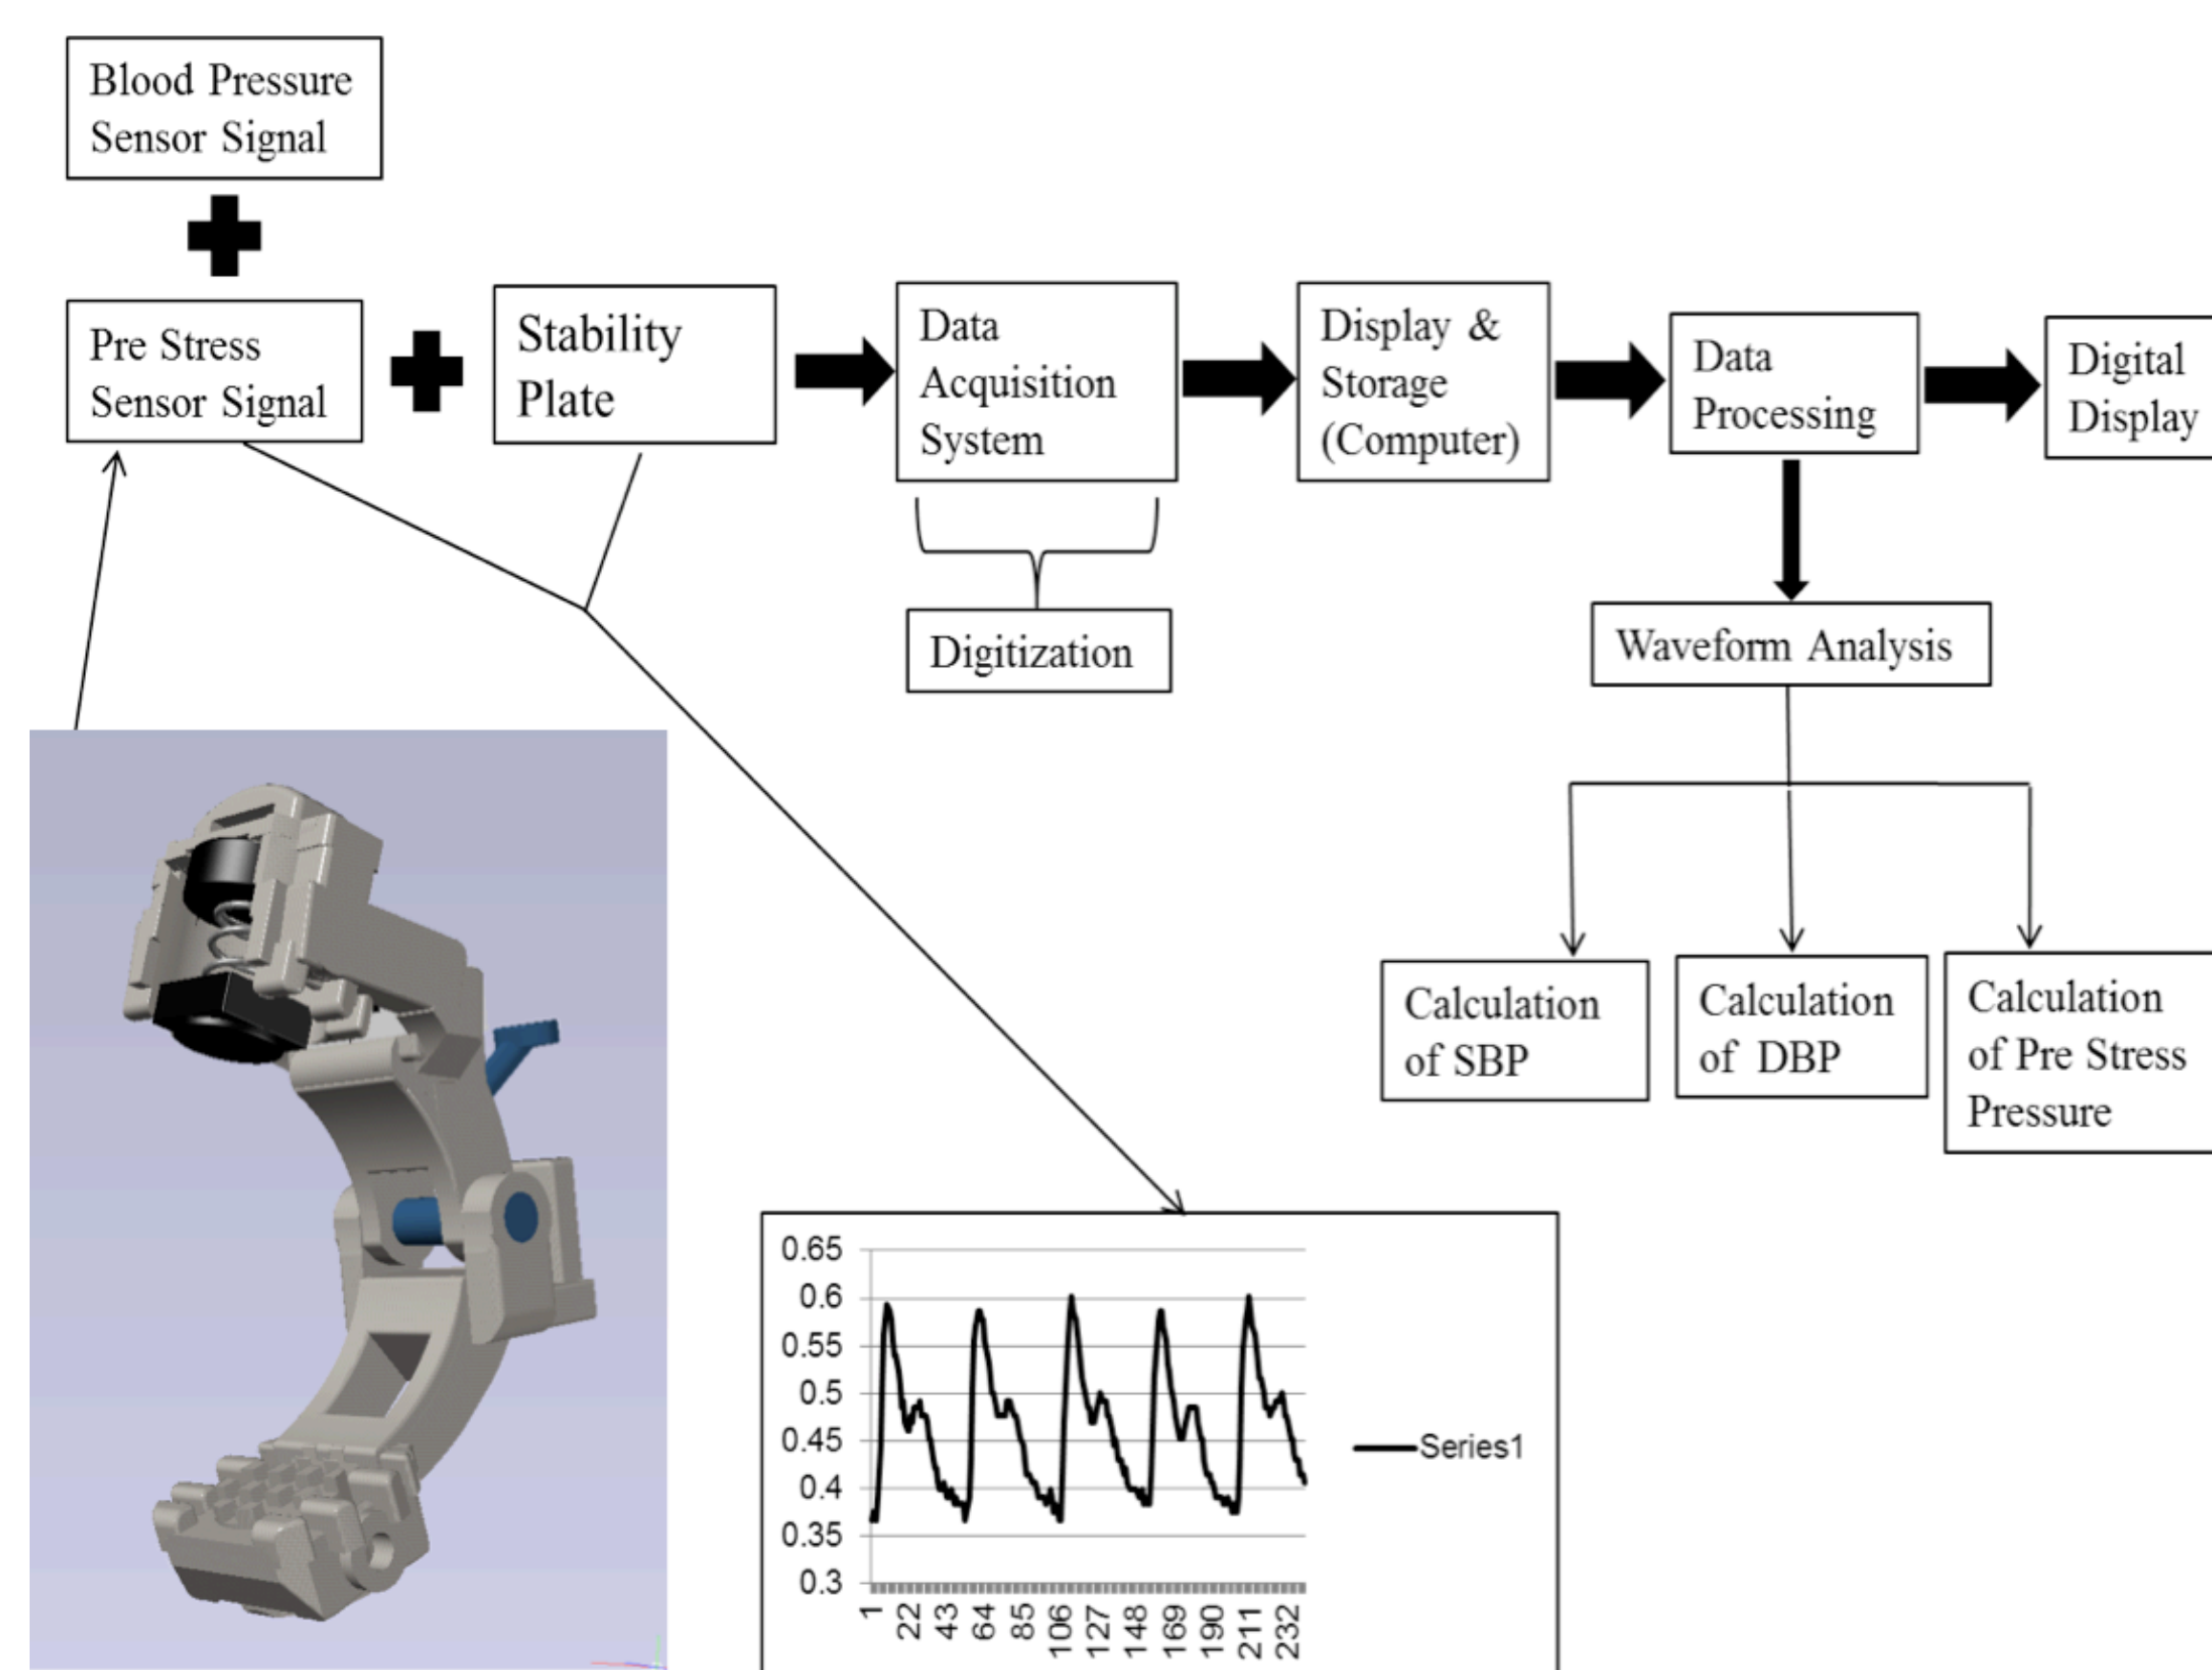 Blood Pressure
Sensor Signal
Pre Stress
Sensor Signal
Stability
Plate
Data
Acquisition
System
Display &
Storage
(Computer)
Data
Processing
Digital
Display
Digitization
Waveform Analysis
Calculation
of SBP
Calculation
of DBP
Calculation
of Pre Stress
Pressure
0.65
0.6
0.55
0.5
0.45
0.4
0.35
0.3
Series1
1
22
43
64
85
106
127
148
169
190
211
232